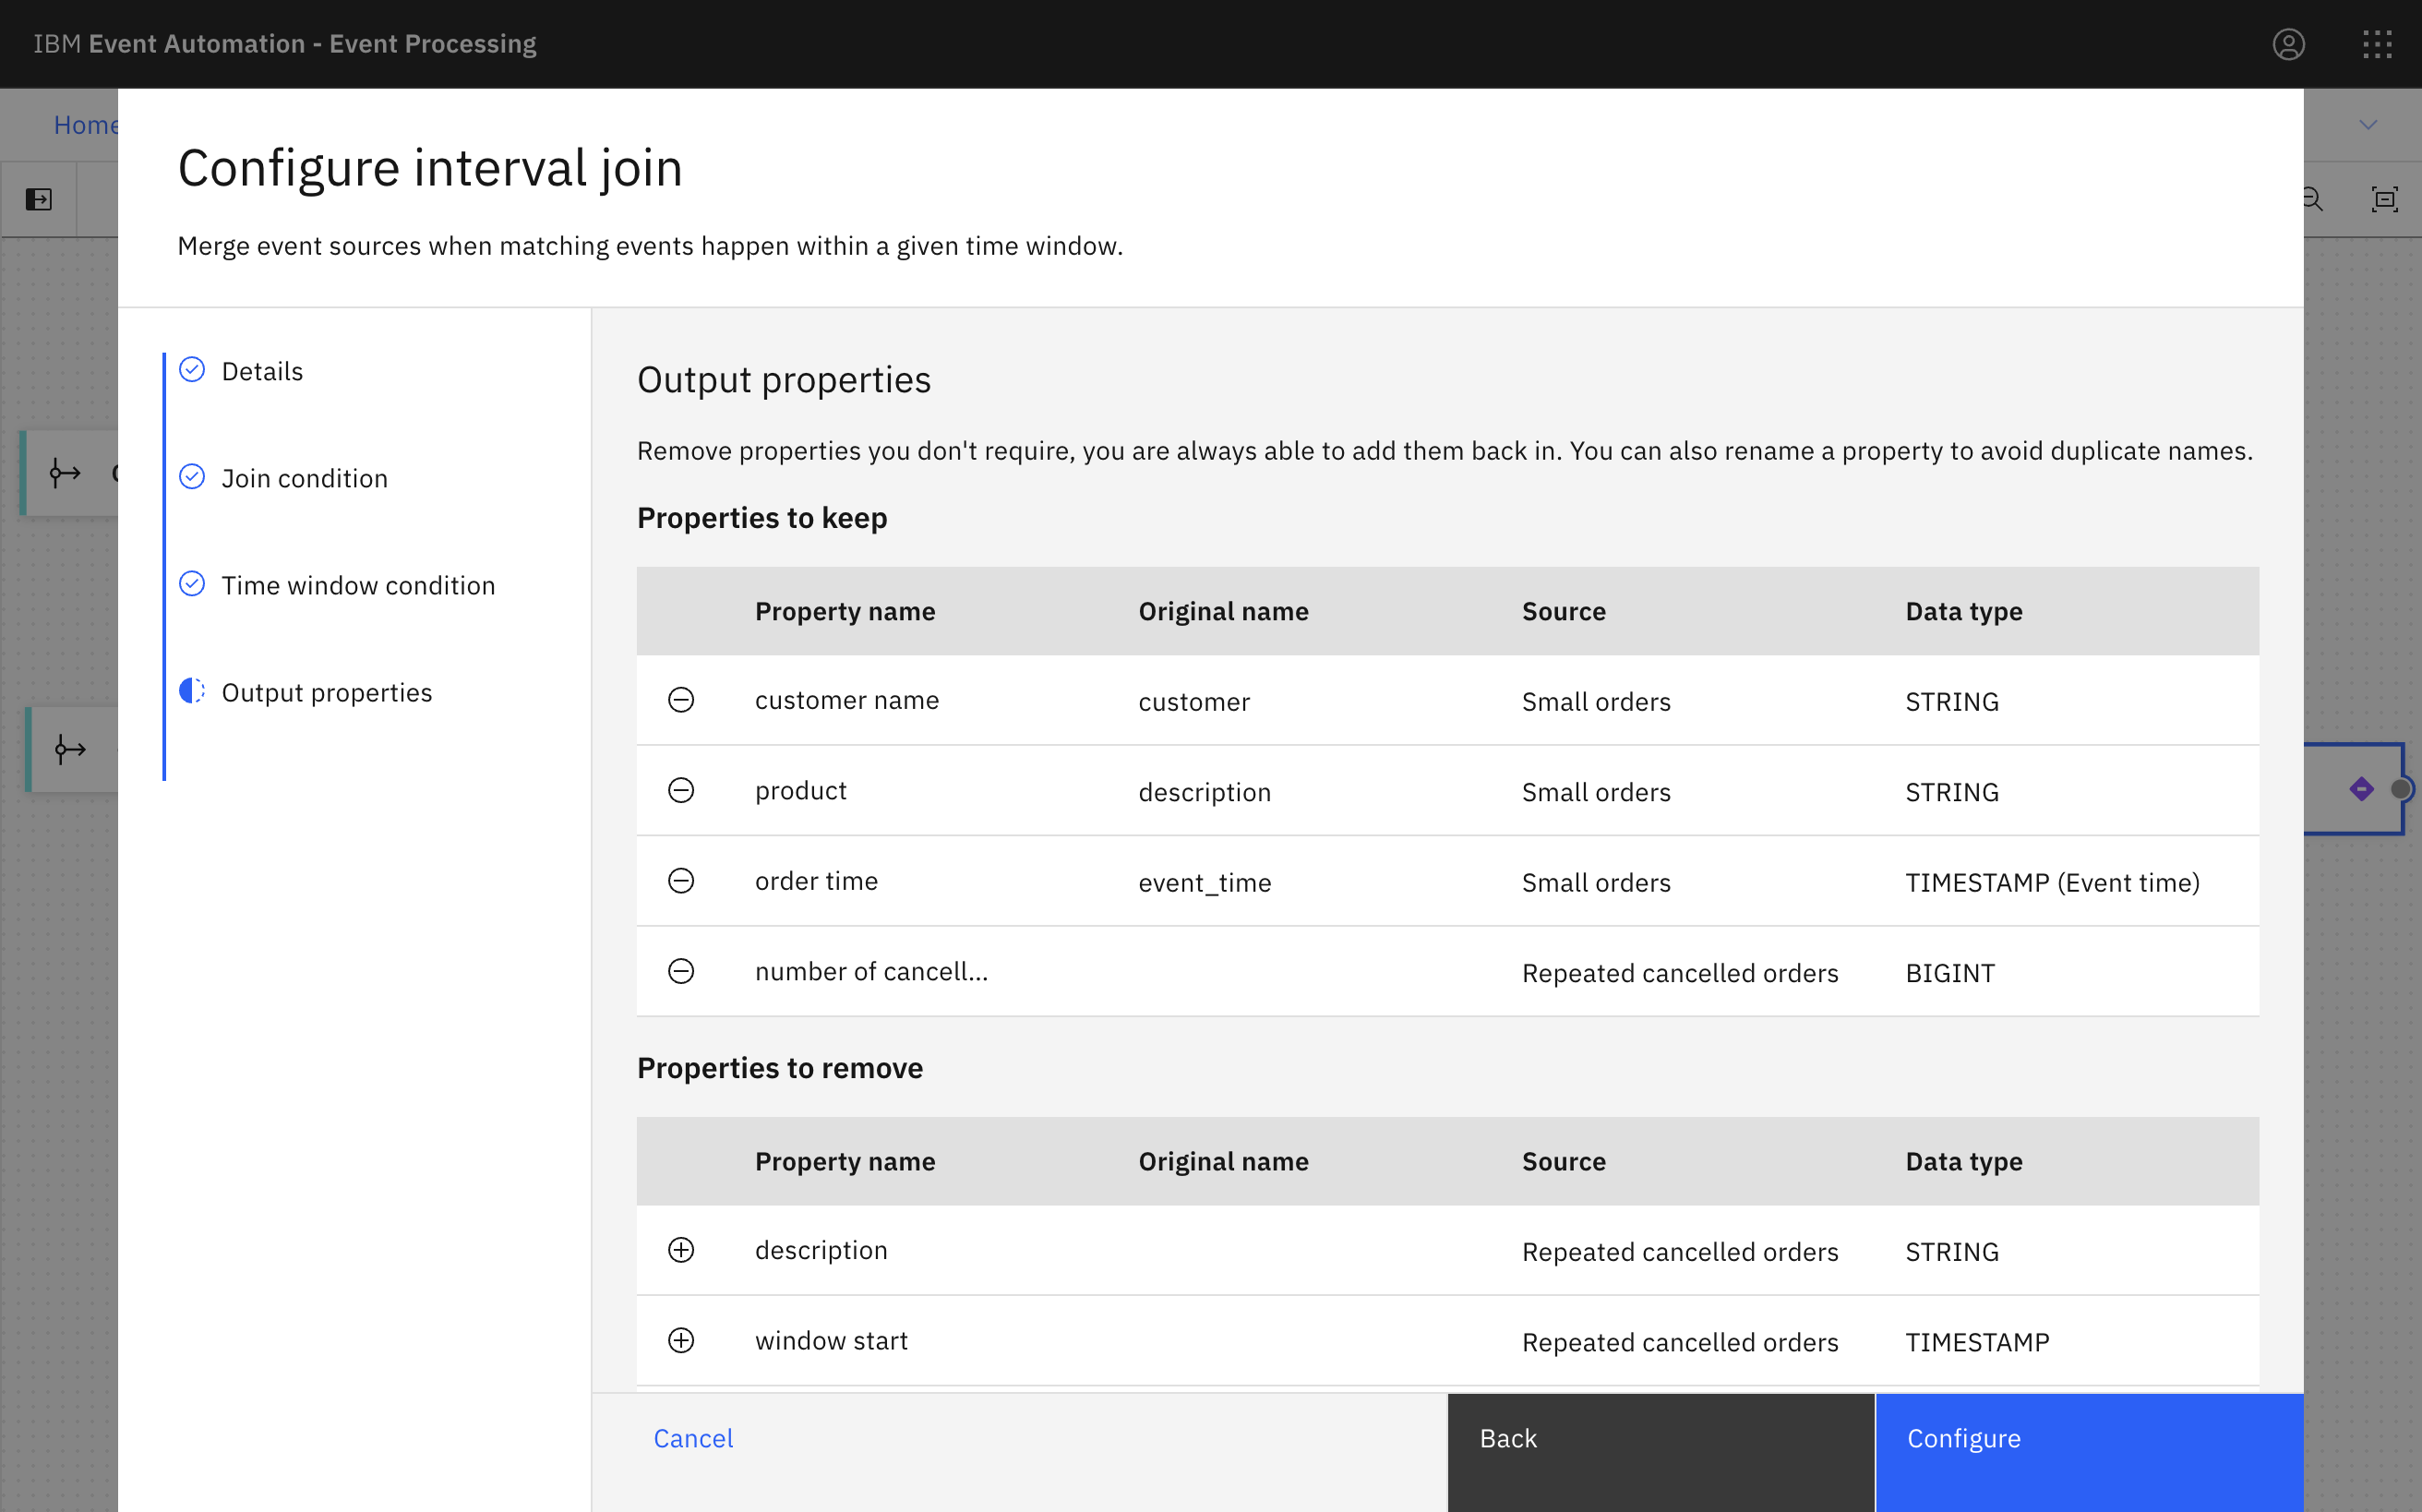 IBM Event Automation - Event Processing
Home
Configure interval join
Merge event sources when matching events happen within a given time window.
Details
Join condition
Time window condition
Output properties
Output properties
Remove properties you don't require, you are always able to add them back in. You can also rename a property to avoid duplicate names.
Properties to keep
Property name Original name Source Data type
customer name customer Small orders STRING
product description Small orders STRING
order time event_time Small orders TIMESTAMP (Event time)
number of cancell... Repeated cancelled orders BIGINT
Properties to remove
Property name Original name Source Data type
description Repeated cancelled orders STRING
window start Repeated cancelled orders TIMESTAMP
Cancel Back Configure